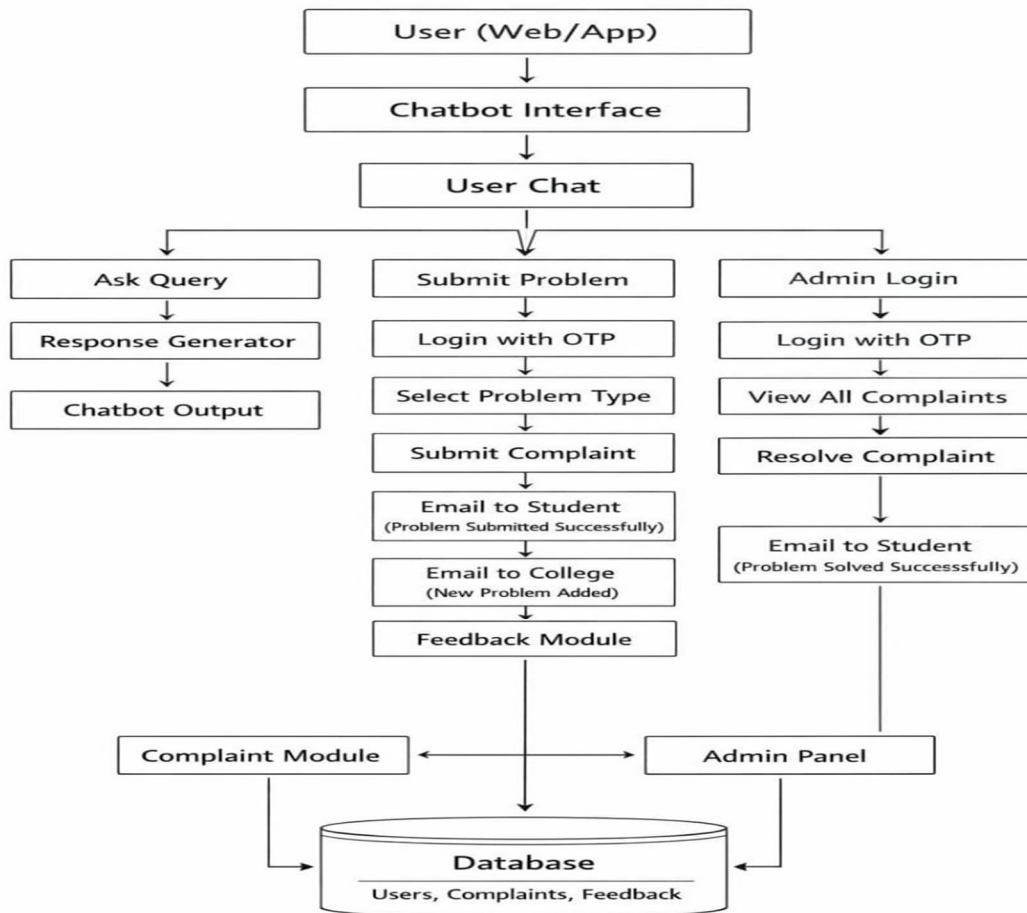 User (Web/App)
Chatbot Interface
User Chat
Ask Query
Response Generator
Chatbot Output
Submit Problem
Login with OTP
Select Problem Type
Submit Complaint
Email to Student
(Problem Submitted Successfully)
Email to College
(New Problem Added)
Feedback Module
Admin Login
Login with OTP
View All Complaints
Resolve Complaint
Email to Student
(Problem Solved Successsfully)
Complaint Module
Admin Panel
Database
Users, Complaints, Feedback